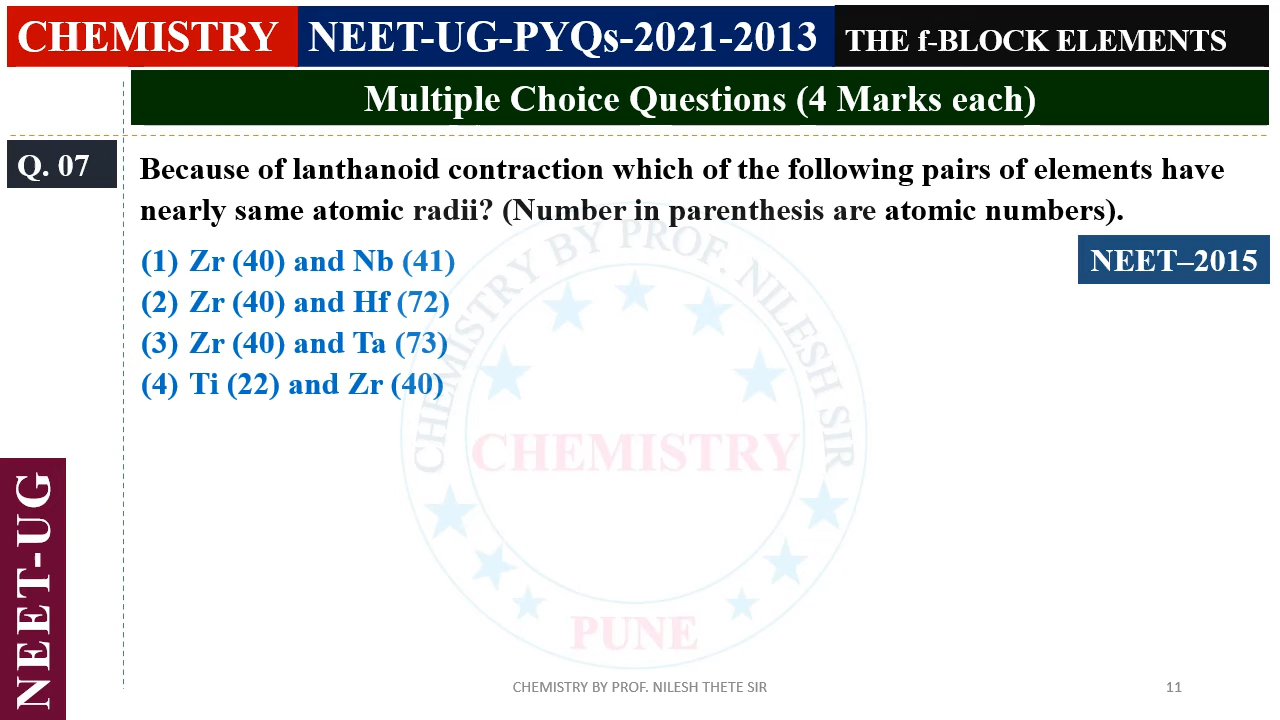 CHEMISTRY NEET-UG-PYQs-2021-2013 THE f-BLOCK ELEMENTS
Multiple Choice Questions (4 Marks each)
Q. 07
Because of lanthanoid contraction which of the following pairs of elements have
nearly same atomic radii? (Number in parenthesis are atomic numbers).
(1) Zr (40) and Nb (41)
NEET–2015
(2) Zr (40) and Hf (72)
(3) Zr (40) and Ta (73)
(4) Ti (22) and Zr (40)
CHEMISTRY BY PROF. NILESH SIR
CHEMISTRY
PUNE
NEET-UG
CHEMISTRY BY PROF. NILESH THETE SIR
11